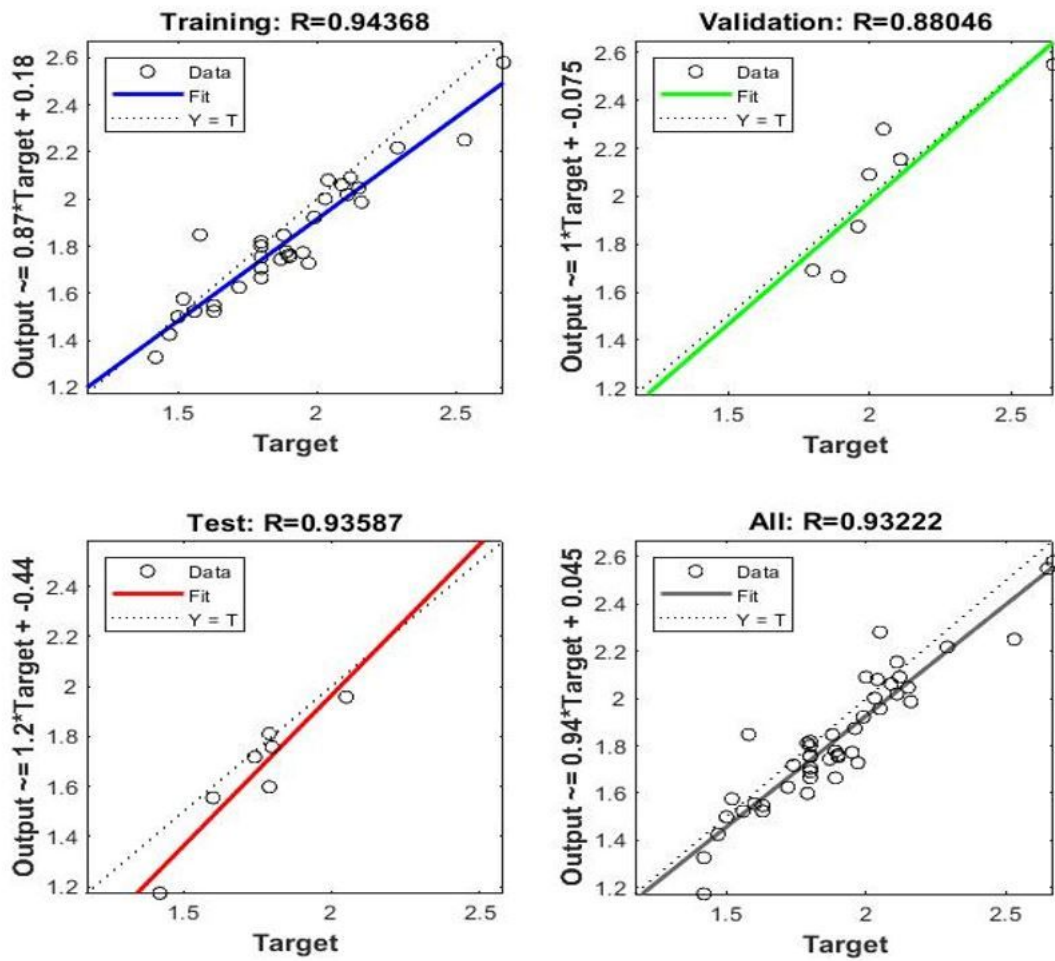 Training: R=0.94368
Output ~= 0.87*Target + 0.18
2.6
2.4
2.2
2
1.8
1.6
1.4
1.2
Data
Fit
Y = T
1.5
2
2.5
Target
Validation: R=0.88046
Output ~= 1*Target + -0.075
2.6
2.4
2.2
2
1.8
1.6
1.4
1.2
Data
Fit
Y = T
1.5
2
2.5
Target
Test: R=0.93587
Output ~= 1.2*Target + -0.44
2.4
2.2
2
1.8
1.6
1.4
1.2
Data
Fit
Y = T
1.5
2
2.5
Target
All: R=0.93222
Output ~= 0.94*Target + 0.045
2.6
2.4
2.2
2
1.8
1.6
1.4
1.2
Data
Fit
Y = T
1.5
2
2.5
Target